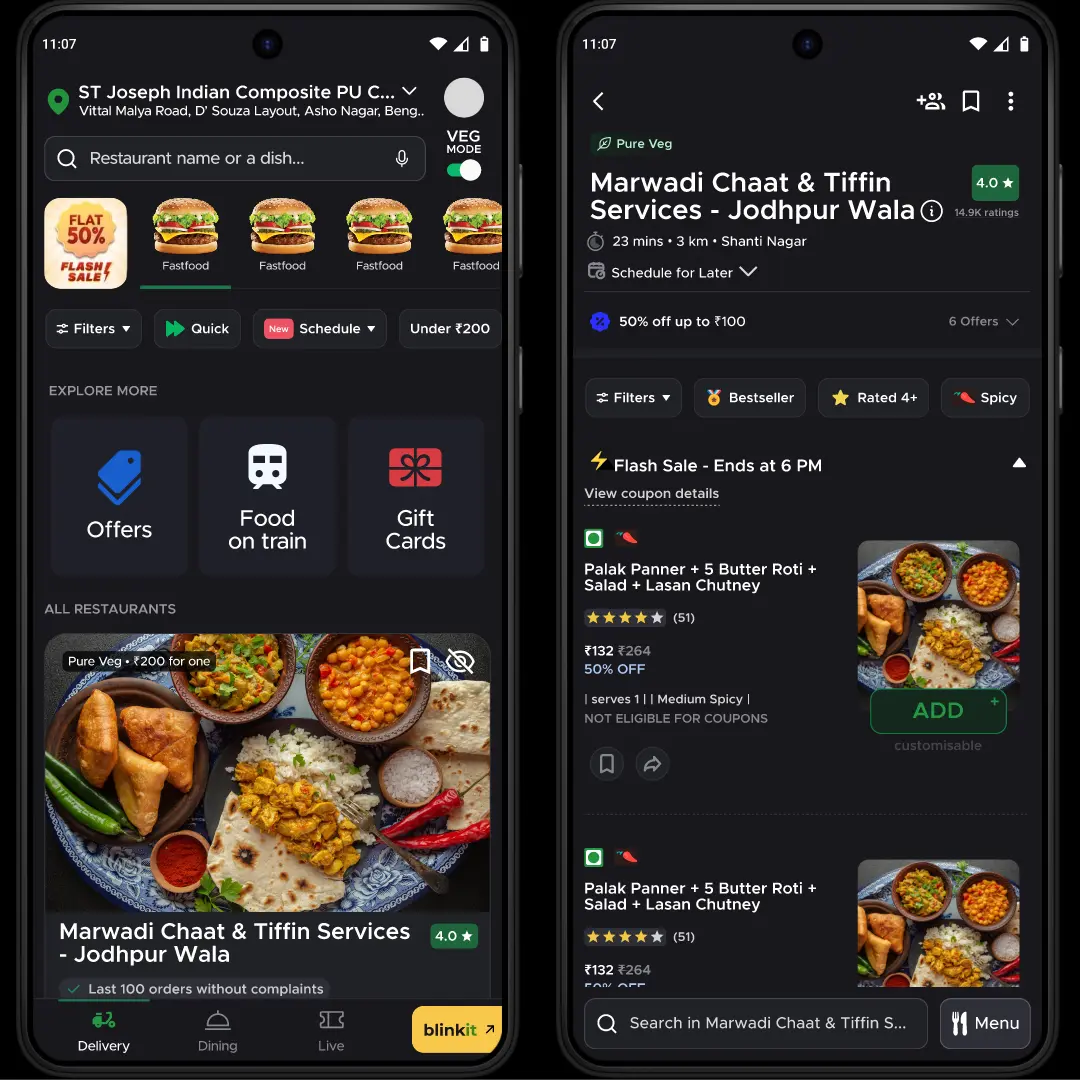 11:07
ST Joseph Indian Composite PU C...
Vittal Malya Road, D' Souza Layout, Asho Nagar, Beng..
VEG
MODE
Restaurant name or a dish...
FLAT
50%
FLASH
SALE
Fastfood
Fastfood
Fastfood
Fastfood
Filters
Quick
New Schedule
Under ₹200
EXPLORE MORE
Offers
Food
on train
Gift
Cards
ALL RESTAURANTS
Pure Veg • ₹200 for one
Marwadi Chaat & Tiffin Services
- Jodhpur Wala
4.0 ★
Last 100 orders without complaints
Delivery
Dining
Live
blinkit
11:07
Pure Veg
Marwadi Chaat & Tiffin
Services - Jodhpur Wala
4.0 ★
14.9K ratings
23 mins • 3 km • Shanti Nagar
Schedule for Later
50% off up to ₹100
6 Offers
Filters
Bestseller
Rated 4+
Spicy
Flash Sale - Ends at 6 PM
View coupon details
Palak Panner + 5 Butter Roti +
Salad + Lasan Chutney
(51)
₹132 ₹264
50% OFF
| serves 1 | | Medium Spicy |
NOT ELIGIBLE FOR COUPONS
ADD +
customisable
Palak Panner + 5 Butter Roti +
Salad + Lasan Chutney
(51)
₹132 ₹264
50% OFF
Search in Marwadi Chaat & Tiffin S...
Menu